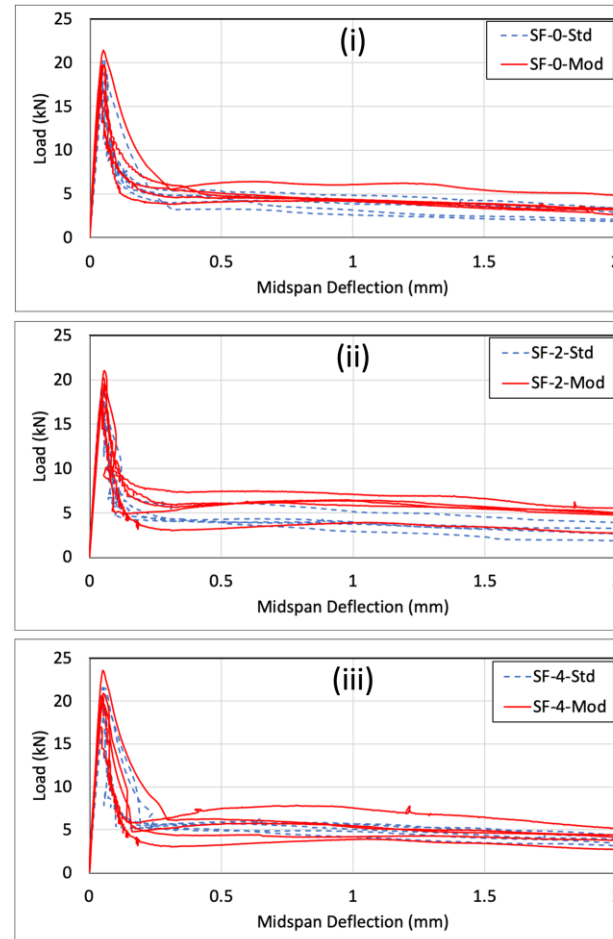 (i)
SF-0-Std
SF-0-Mod
25
20
15
10
5
0
Load (kN)
0 0.5 1 1.5 2
Midspan Deflection (mm)
(ii)
SF-2-Std
SF-2-Mod
25
20
15
10
5
0
Load (kN)
0 0.5 1 1.5 2
Midspan Deflection (mm)
(iii)
SF-4-Std
SF-4-Mod
25
20
15
10
5
0
Load (kN)
0 0.5 1 1.5
Midspan Deflection (mm)